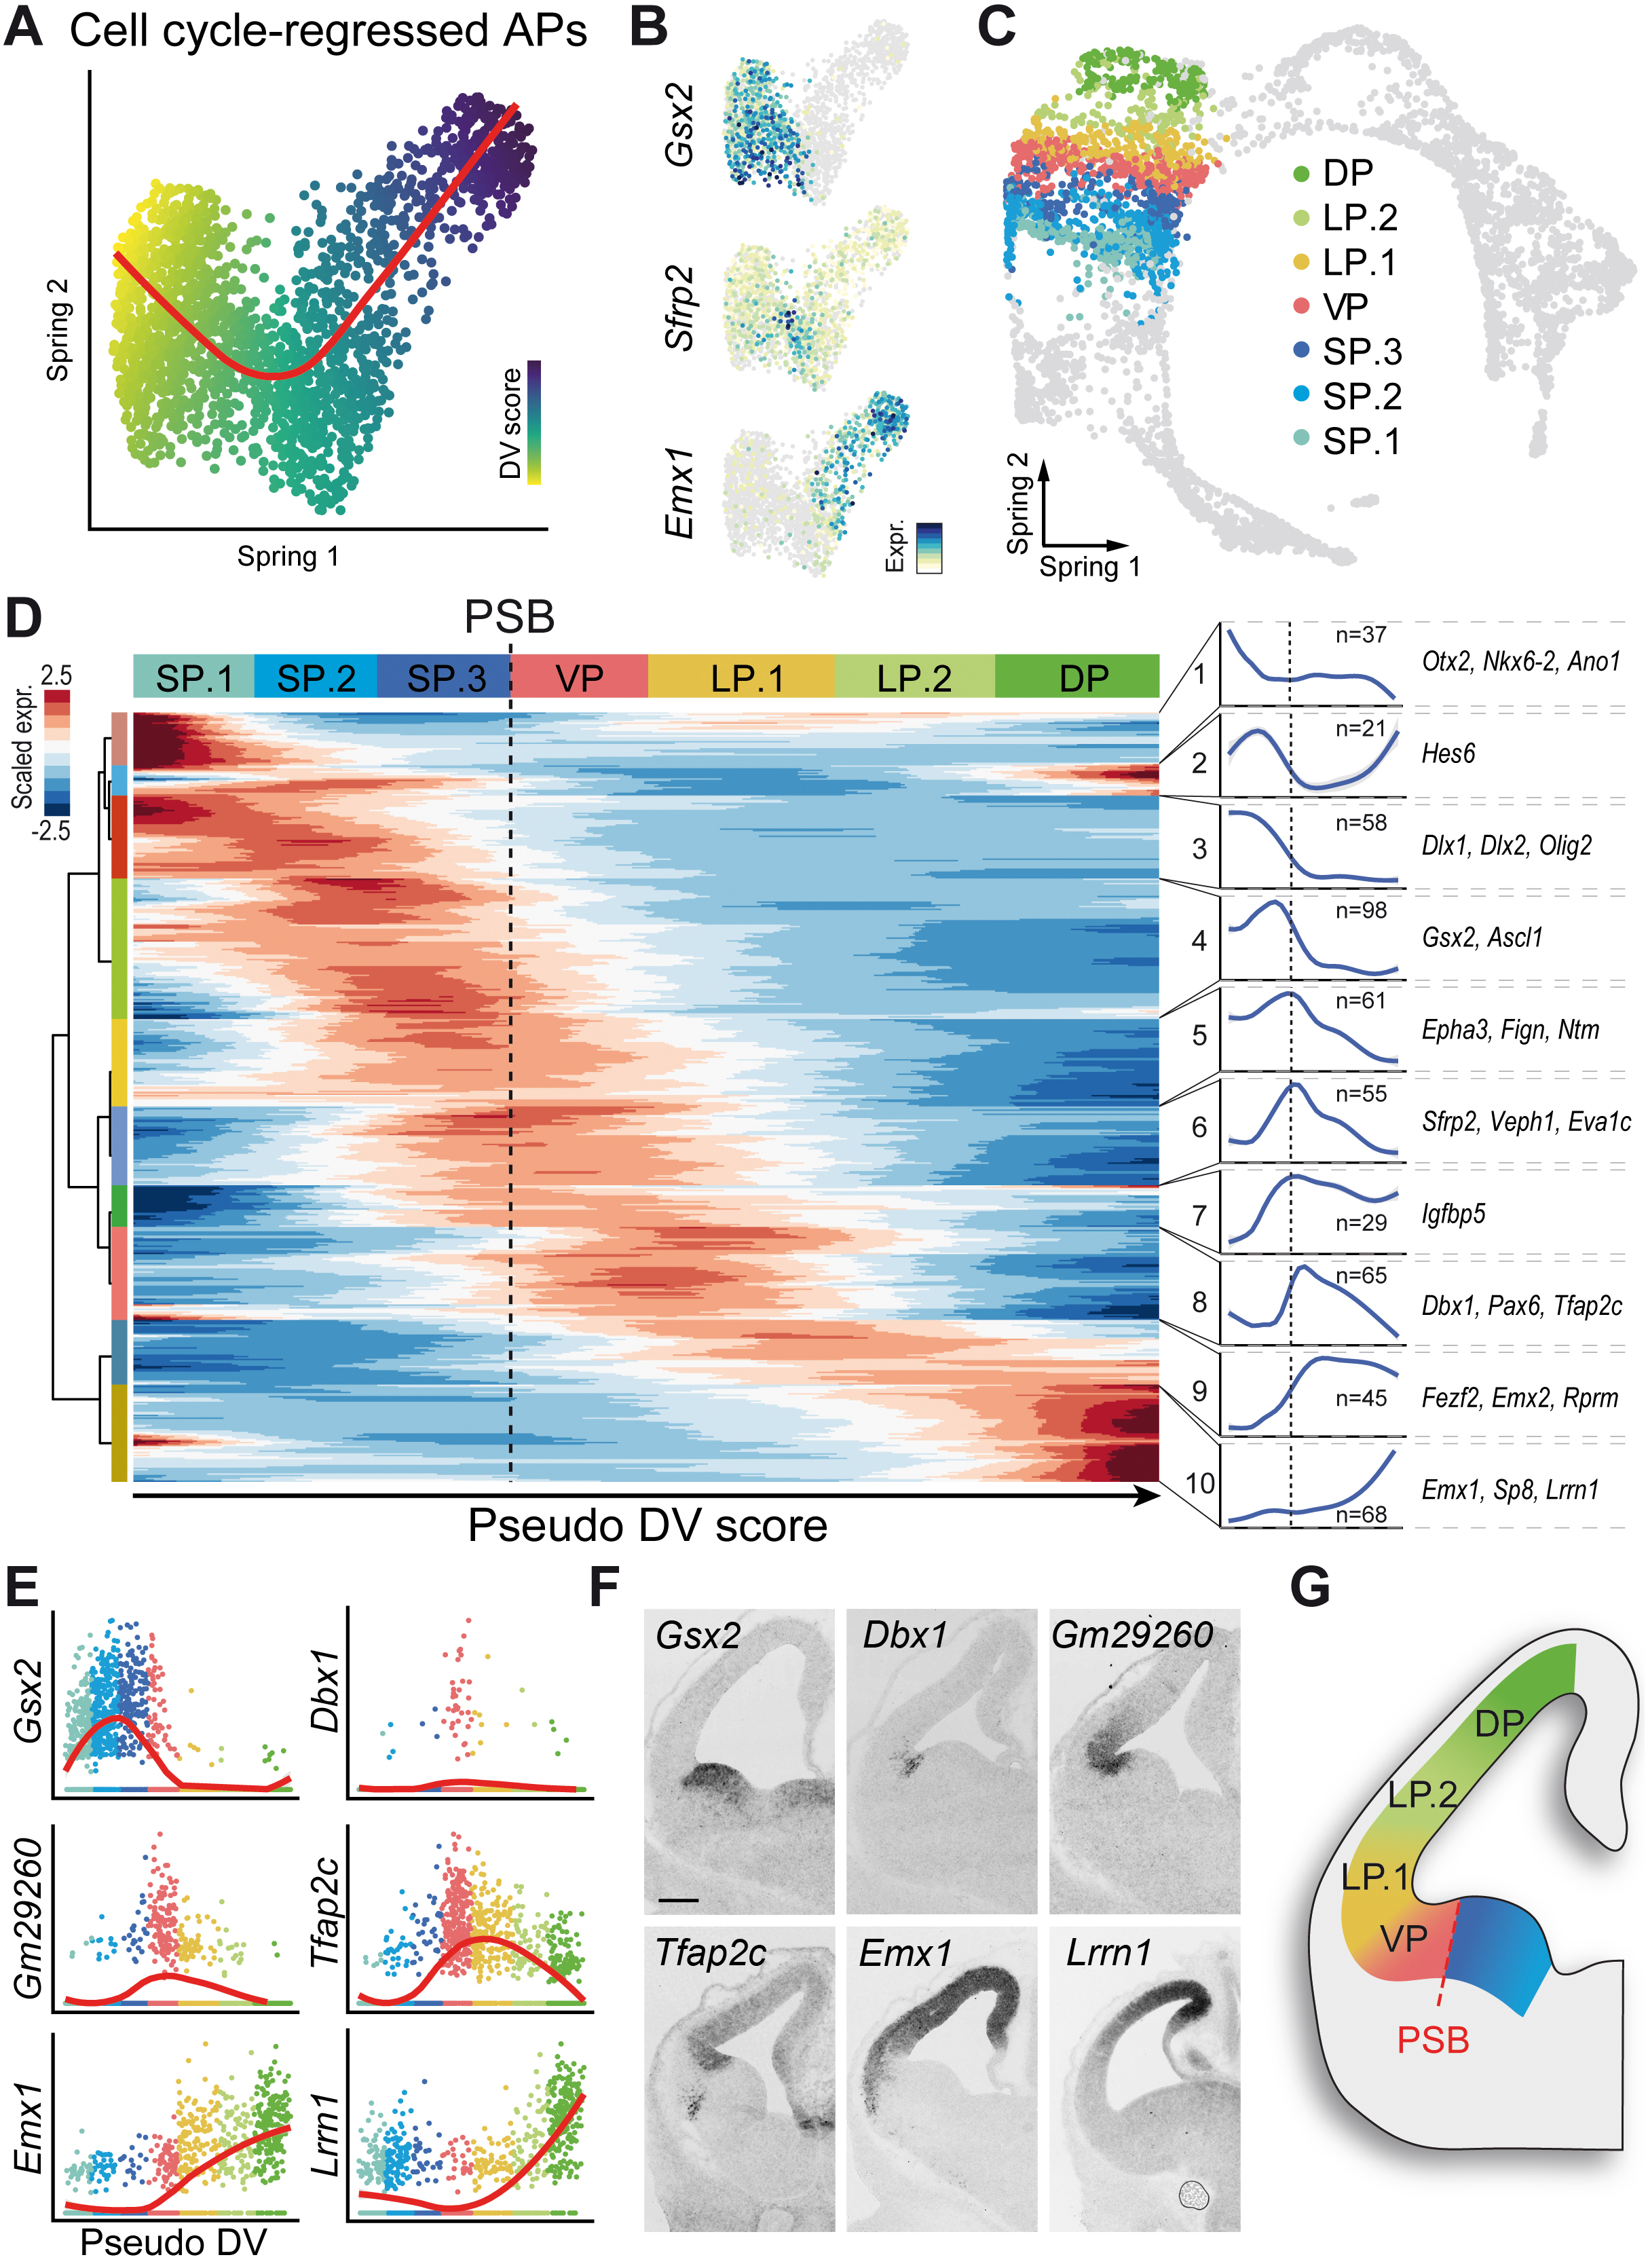 A Cell cycle-regressed APs
Spring 2
Spring 1
DV score
B
Gsx2
Sfrp2
Emx1
Expr.
C
DP
LP.2
LP.1
VP
SP.3
SP.2
SP.1
Spring 2
Spring 1
D
PSB
2.5
Scaled expr.
-2.5
SP.1 SP.2 SP.3 VP LP.1 LP.2 DP
Pseudo DV score
1 n=37 Otx2, Nkx6-2, Ano1
2 n=21 Hes6
3 n=58 Dlx1, Dlx2, Olig2
4 n=98 Gsx2, Ascl1
5 n=61 Epha3, Fign, Ntm
6 n=55 Sfrp2, Veph1, Eva1c
7 n=29 Igfbp5
8 n=65 Dbx1, Pax6, Tfap2c
9 n=45 Fezf2, Emx2, Rprm
10 n=68 Emx1, Sp8, Lrrn1
E
Gsx2
Dbx1
Gm29260
Tfap2c
Emx1
Lrrn1
Pseudo DV
F
Gsx2
Dbx1
Gm29260
Tfap2c
Emx1
Lrrn1
G
DP
LP.2
LP.1
VP
PSB